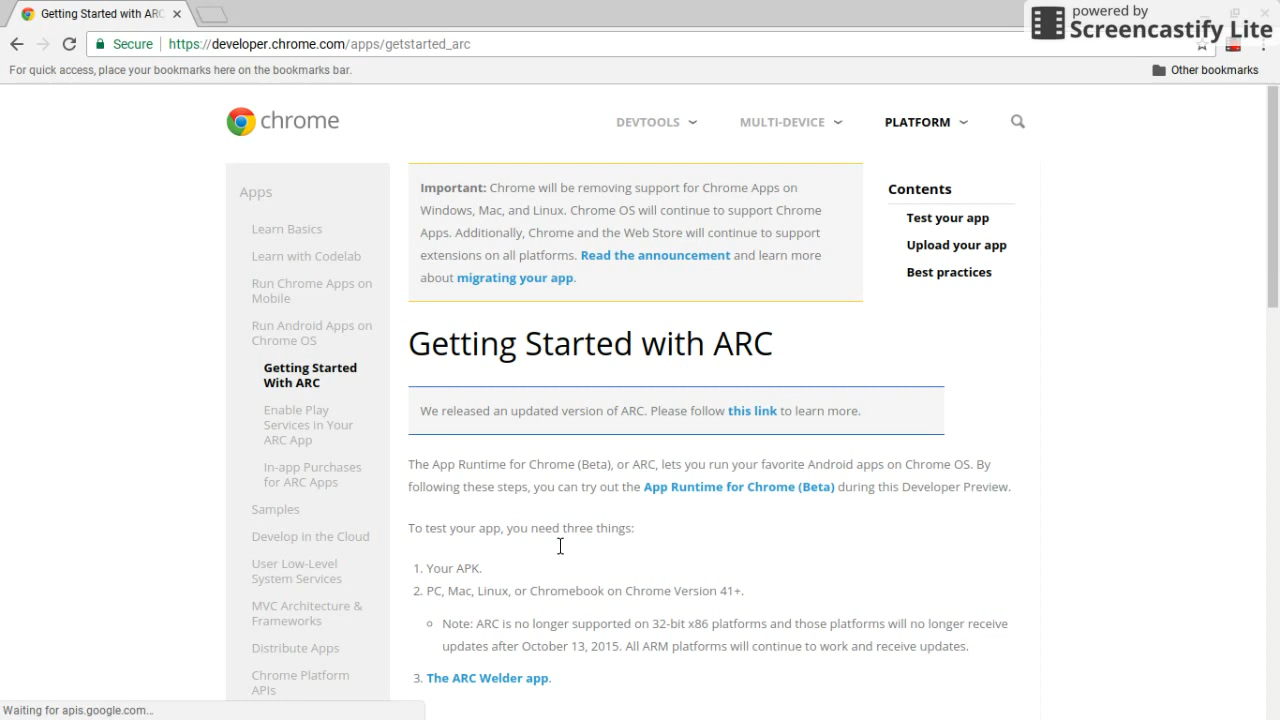 Getting Started with ARC
powered by
Screencastify Lite
Secure
https://developer.chrome.com/apps/getstarted_arc
For quick access, place your bookmarks here on the bookmarks bar.
Other bookmarks
chrome
DEVTOOLS
MULTI-DEVICE
PLATFORM
Apps
Learn Basics
Learn with Codelab
Run Chrome Apps on
Mobile
Run Android Apps on
Chrome OS
Getting Started
With ARC
Enable Play
Services in Your
ARC App
In-app Purchases
for ARC Apps
Samples
Develop in the Cloud
User Low-Level
System Services
MVC Architecture &
Frameworks
Distribute Apps
Chrome Platform
APIs
Important: Chrome will be removing support for Chrome Apps on
Windows, Mac, and Linux. Chrome OS will continue to support Chrome
Apps. Additionally, Chrome and the Web Store will continue to support
extensions on all platforms. Read the announcement and learn more
about migrating your app.
Getting Started with ARC
We released an updated version of ARC. Please follow this link to learn more.
The App Runtime for Chrome (Beta), or ARC, lets you run your favorite Android apps on Chrome OS. By
following these steps, you can try out the App Runtime for Chrome (Beta) during this Developer Preview.
To test your app, you need three things:
1. Your APK.
2. PC, Mac, Linux, or Chromebook on Chrome Version 41+.
Note: ARC is no longer supported on 32-bit x86 platforms and those platforms will no longer receive
updates after October 13, 2015. All ARM platforms will continue to work and receive updates.
3. The ARC Welder app.
Contents
Test your app
Upload your app
Best practices
Waiting for apis.google.com...